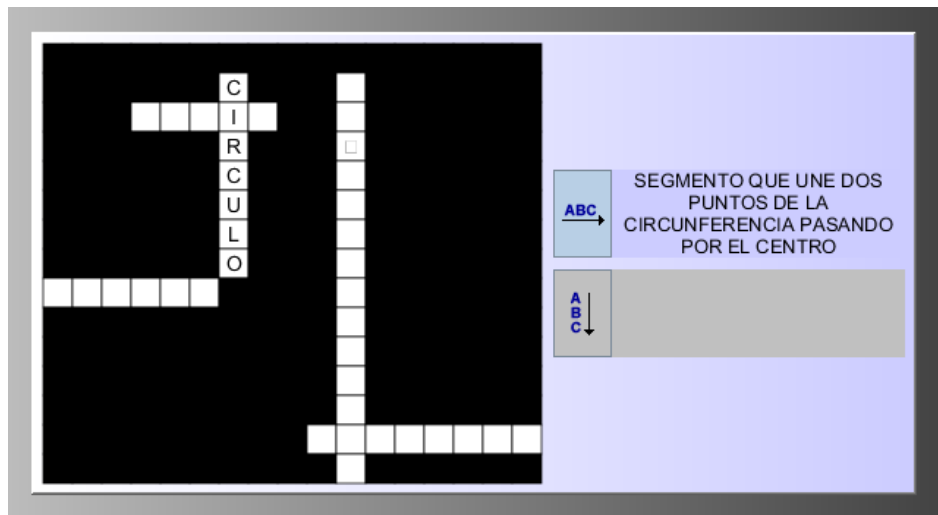 C
I
R
C
U
L
O
ABC
SEGMENTO QUE UNE DOS
PUNTOS DE LA
CIRCUNFERENCIA PASANDO
POR EL CENTRO
A
B
C